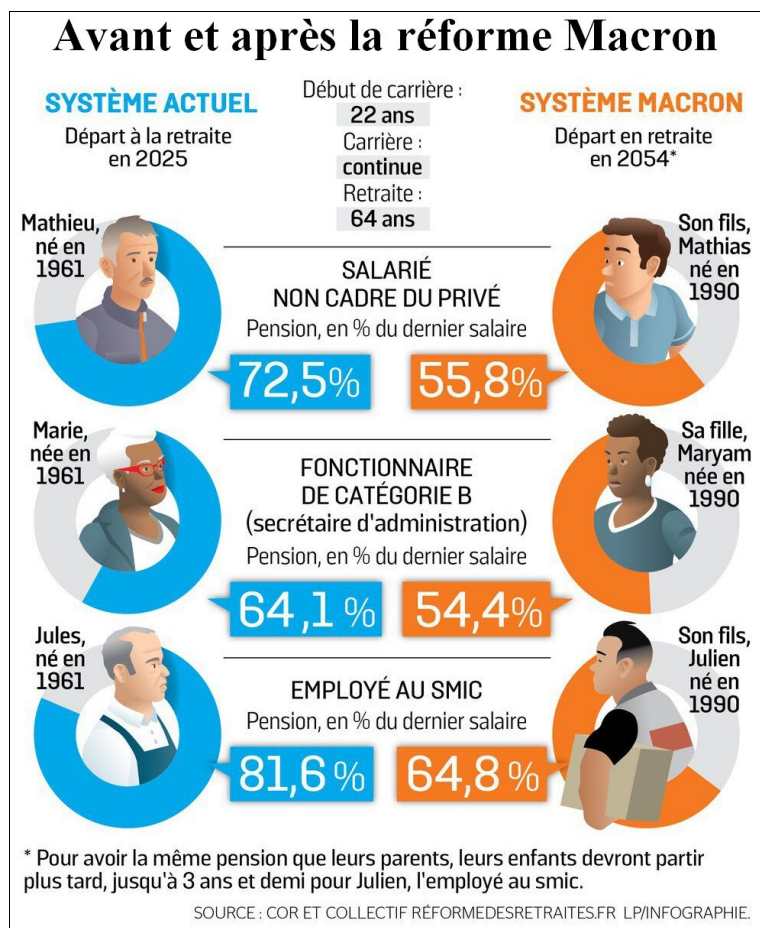 Avant et après la réforme Macron
SYSTÈME ACTUEL
Départ à la retraite
en 2025
Début de carrière :
22 ans
Carrière :
continue
Retraite :
64 ans
SYSTÈME MACRON
Départ en retraite
en 2054*
Mathieu,
né en
1961
SALARIÉ
NON CADRE DU PRIVÉ
Pension, en % du dernier salaire
72,5%
55,8%
Son fils,
Mathias
né en
1990
Marie,
née en
1961
FONCTIONNAIRE
DE CATÉGORIE B
(secrétaire d'administration)
Pension, en % du dernier salaire
64,1 %
54,4%
Sa fille,
Maryam
née en
1990
Jules,
né en
1961
EMPLOYÉ AU SMIC
Pension, en % du dernier salaire
81,6 %
64,8 %
Son fils,
Julien
né en
1990
* Pour avoir la même pension que leurs parents, leurs enfants devront partir
plus tard, jusqu'à 3 ans et demi pour Julien, l'employé au smic.
SOURCE : COR ET COLLECTIF RÉFORMEDESRETRAITES.FR LP/INFOGRAPHIE.